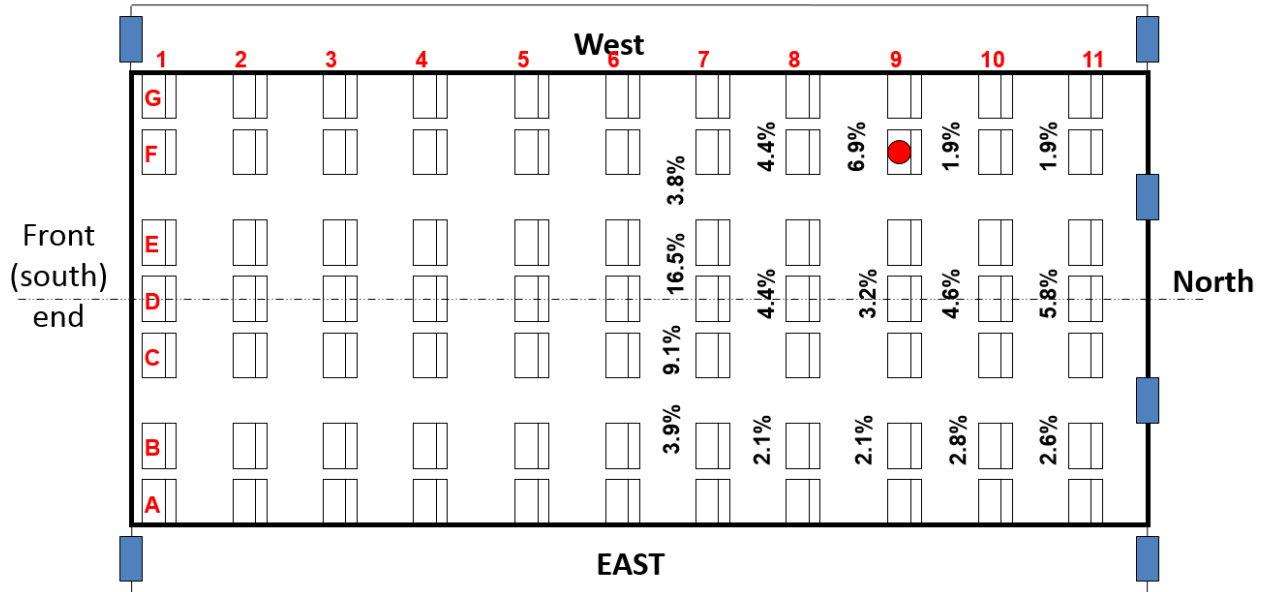 West
1 2 3 4 5 6 7 8 9 10 11
G
F
3.8% 4.4% 6.9% 1.9% 1.9%
Front
(south)
end
E
D
C
16.5%
9.1%
4.4% 3.2% 4.6% 5.8%
North
B
3.9% 2.1% 2.1% 2.8% 2.6%
A
EAST